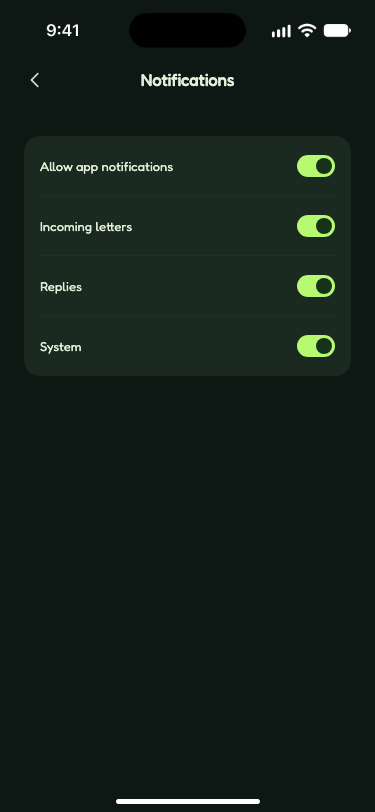 9:41
Notifications
Allow app notifications
Incoming letters
Replies
System